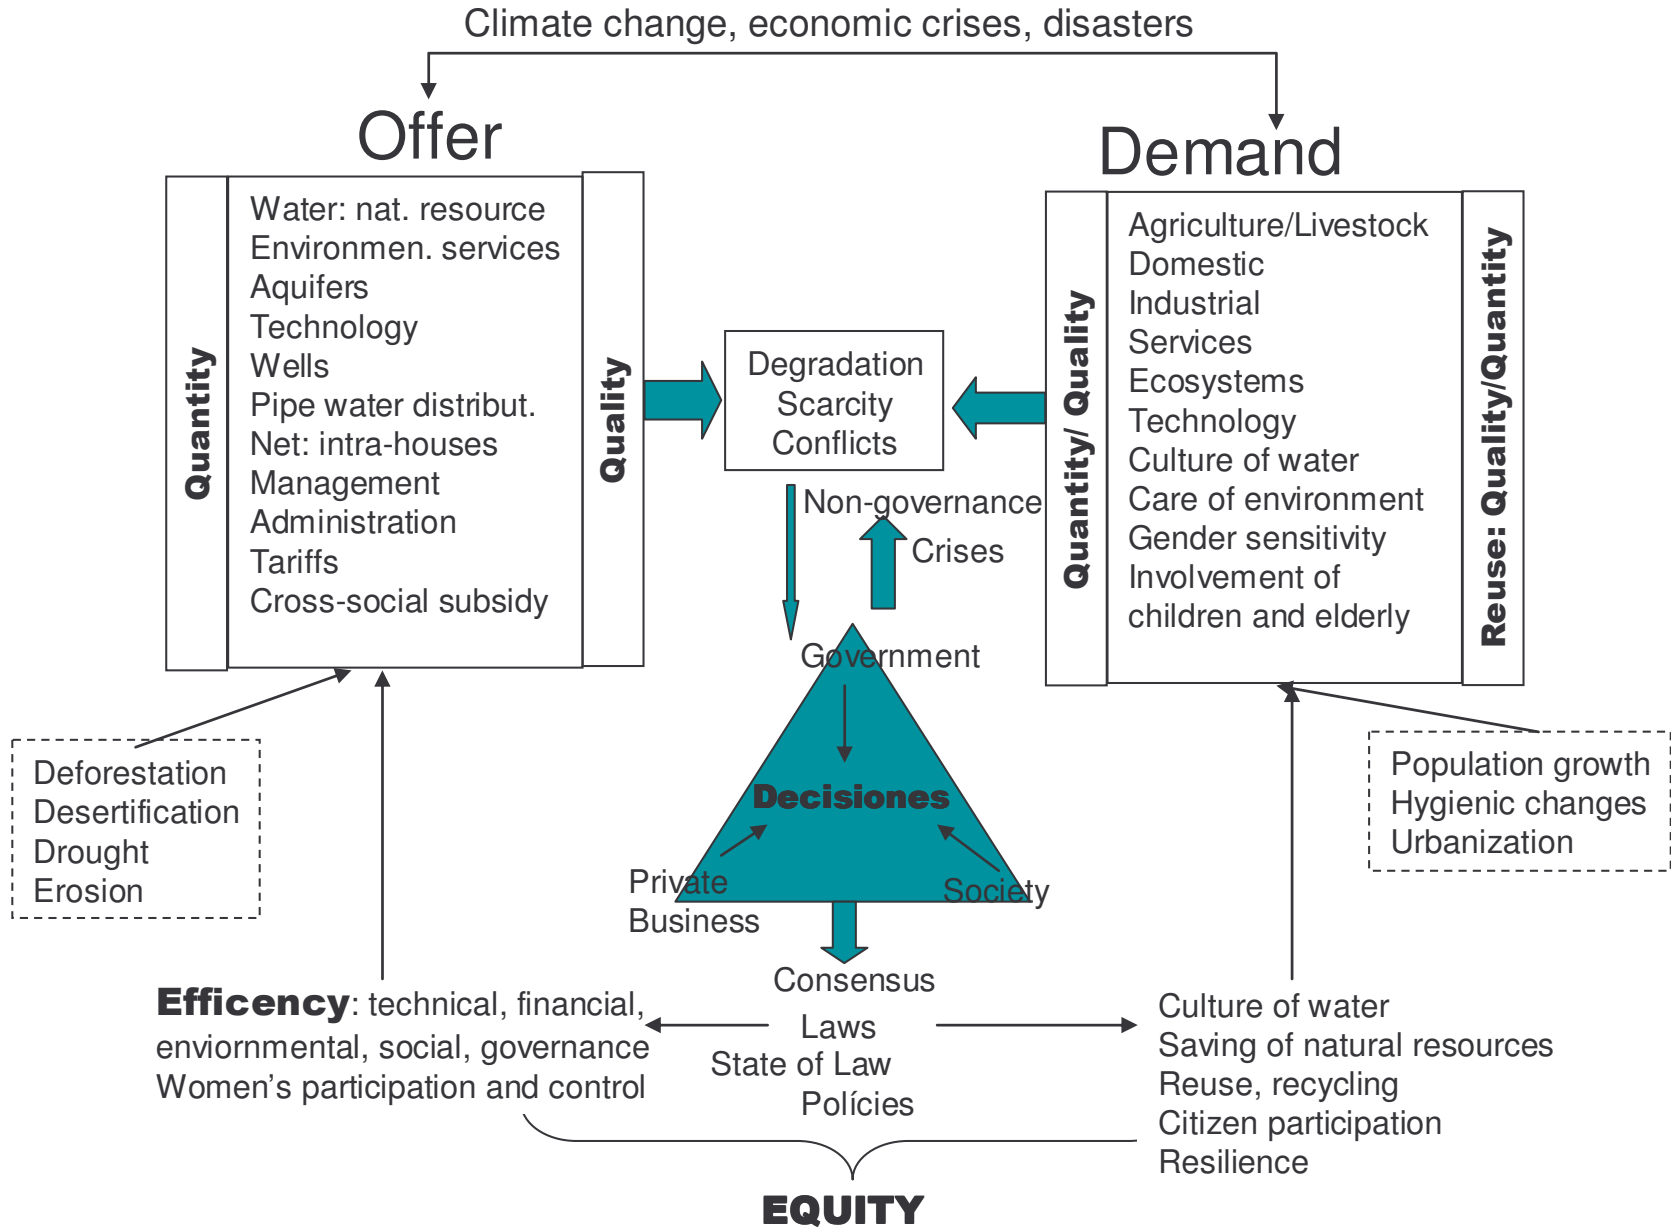 Climate change, economic crises, disasters
Offer
Demand
Quantity
Water: nat. resource
Environmen. services
Aquifers
Technology
Wells
Pipe water distribut.
Net: intra-houses
Management
Administration
Tariffs
Cross-social subsidy
Quality
Degradation
Scarcity
Conflicts
Non-governance
Crises
Quantity/ Quality
Agriculture/Livestock
Domestic
Industrial
Services
Ecosystems
Technology
Culture of water
Care of environment
Gender sensitivity
Involvement of
children and elderly
Reuse: Quality/Quantity
Deforestation
Desertification
Drought
Erosion
Government
Decisiones
Private
Business
Society
Population growth
Hygienic changes
Urbanization
Consensus
Laws
State of Law
Polícies
Efficency: technical, financial,
enviornmental, social, governance
Women’s participation and control
Culture of water
Saving of natural resources
Reuse, recycling
Citizen participation
Resilience
EQUITY